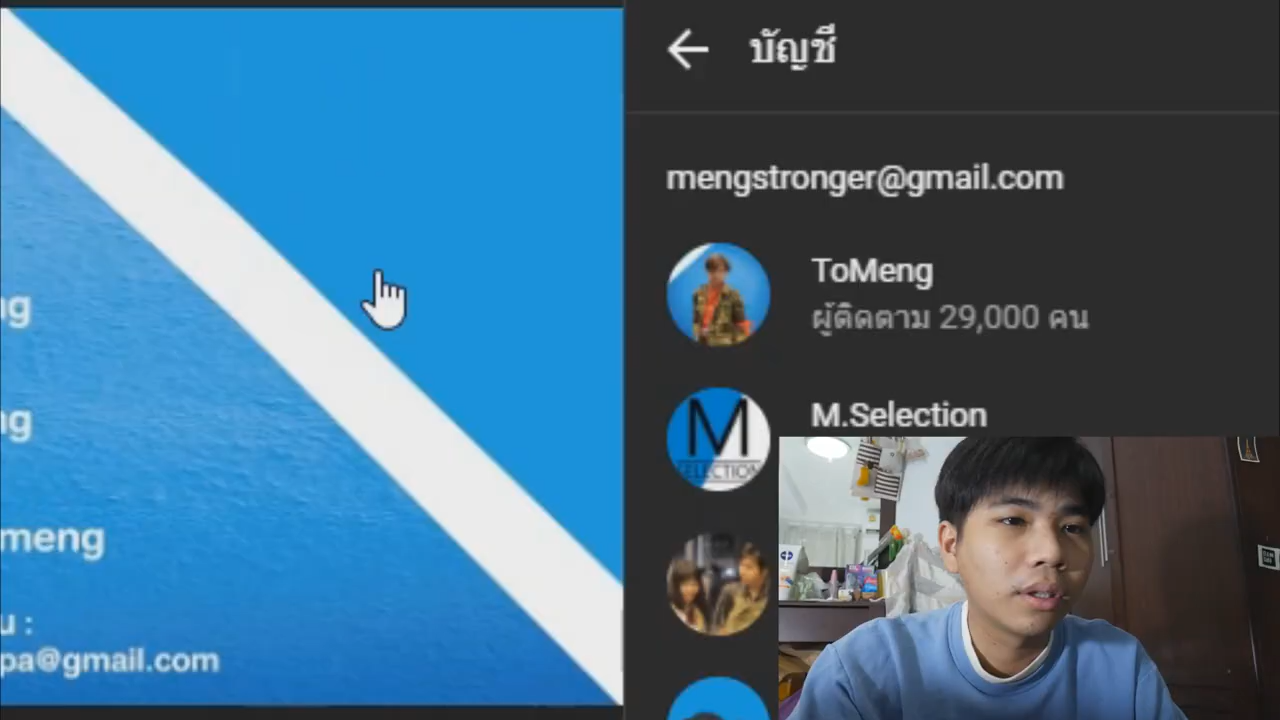 บัญชี
mengstronger@gmail.com
ToMeng
ผู้ติดตาม 29,000 คน
M.Selection
M
SELECTION
ng
ng
meng
u :
pa@gmail.com